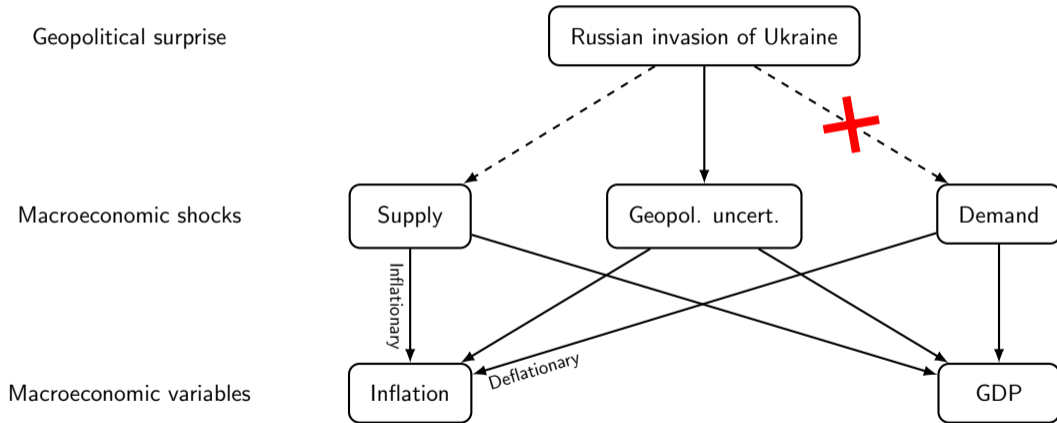 Geopolitical surprise
Russian invasion of Ukraine
Macroeconomic shocks
Supply
Geopol. uncert.
Demand
Inflationary
Deflationary
Macroeconomic variables
Inflation
GDP